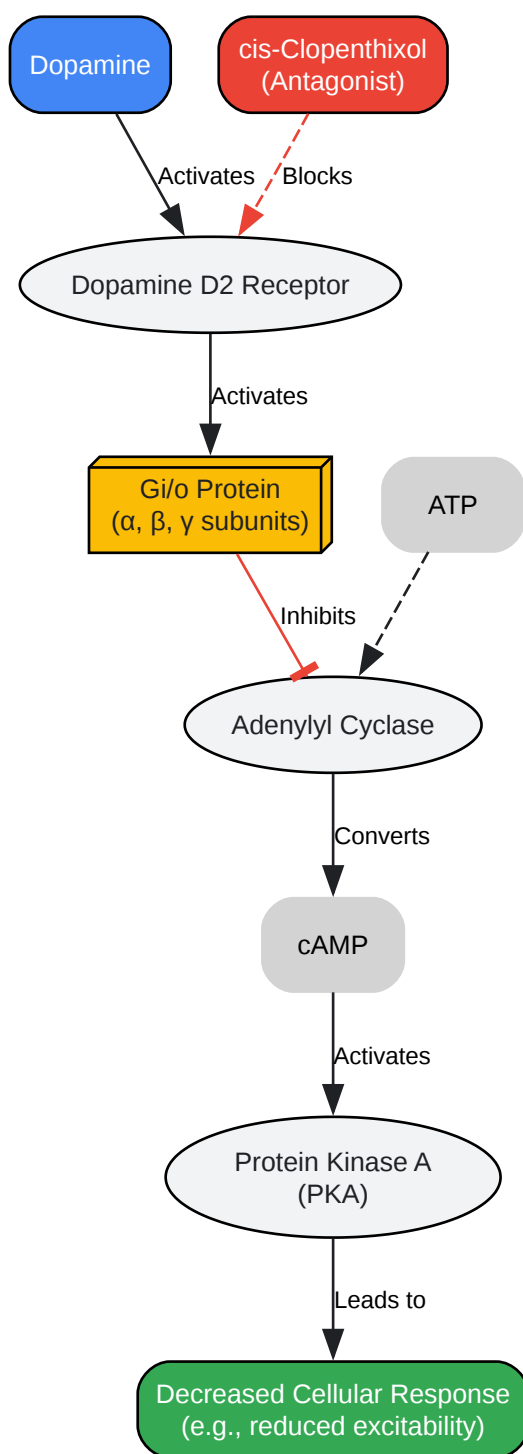 Dopamine
cis-Clopenthixol
(Antagonist)
Activates
Blocks
Dopamine D2 Receptor
Activates
Gi/o Protein
(α, β, γ subunits)
ATP
Inhibits
Adenylyl Cyclase
Converts
cAMP
Activates
Protein Kinase A
(PKA)
Leads to
Decreased Cellular Response
(e.g., reduced excitability)